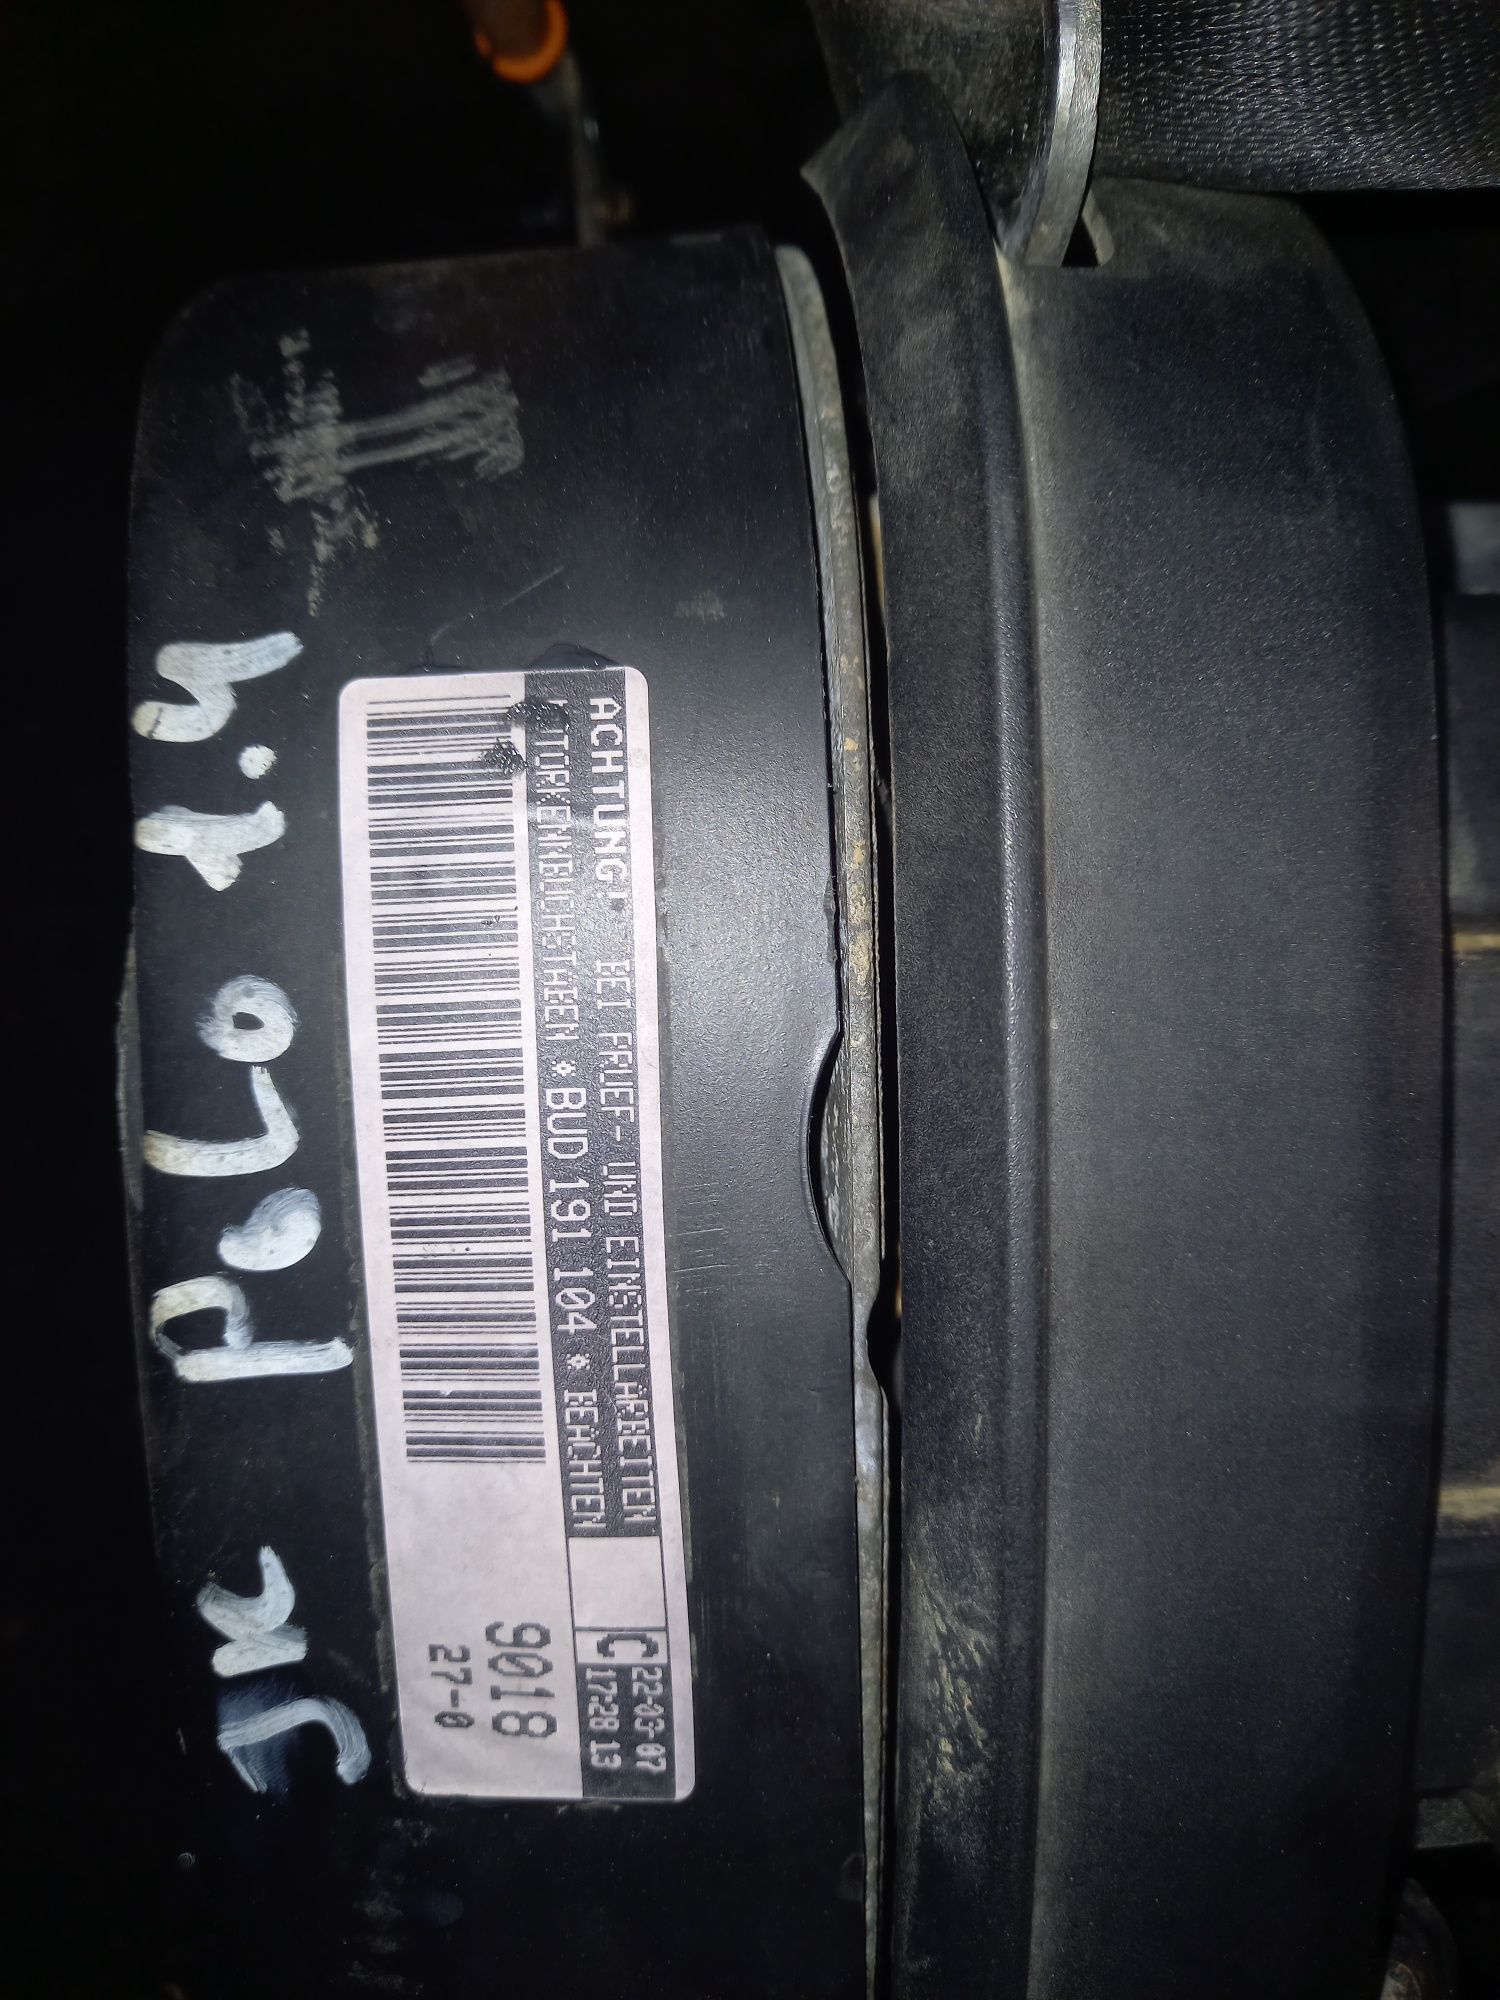 ACHTUNG! BEI PRUEF- UND EINSTELLARBEITEN
MOTORKENNBUCHSTABEN * BUD 191 104 * BEACHTEN
C
22-03-07
17:28 13
9018
27-0
POLO 1.4